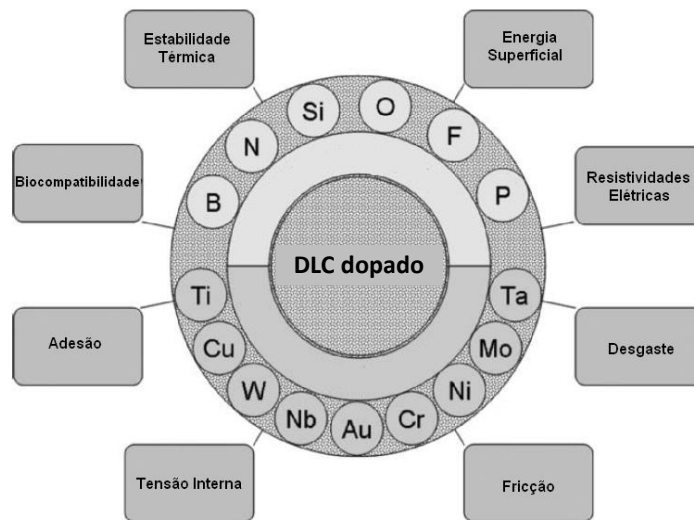 Estabilidade
Térmica
Energia
Superficial
Si
O
N
F
B
P
Biocompatibilidade
Resistividades
Elétricas
DLC dopado
Ti
Ta
Cu
Mo
W
Ni
Nb
Au
Cr
Adesão
Desgaste
Tensão Interna
Fricção